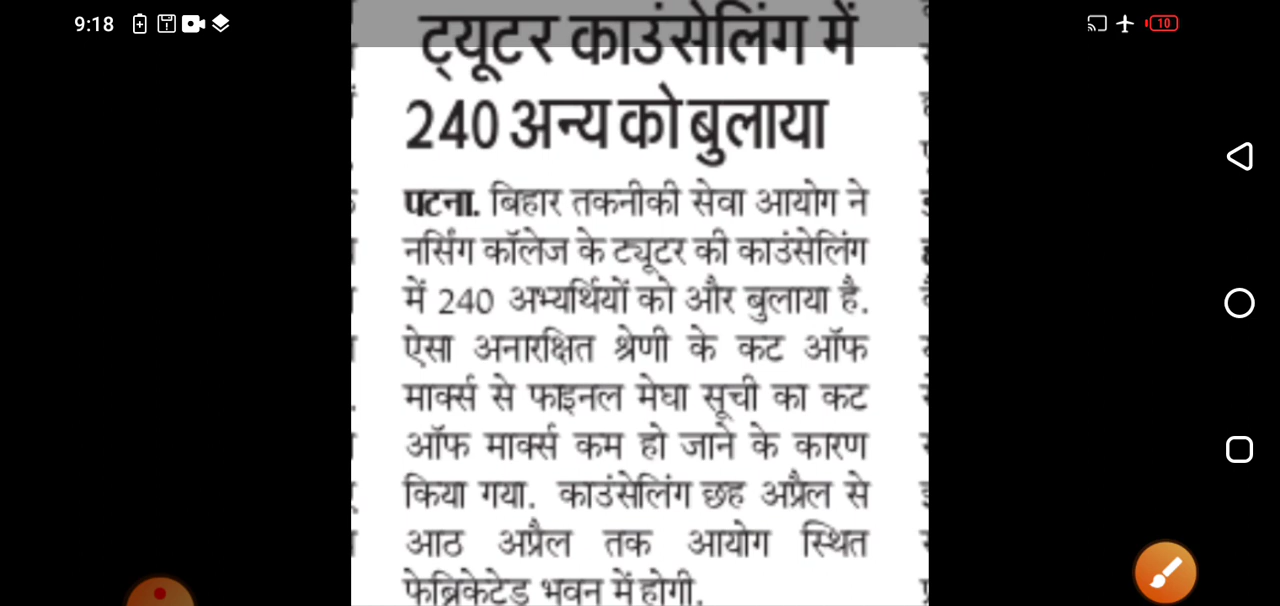 9:18
10
ट्यूटर काउंसेलिंग में
240 अन्य को बुलाया
पटना. बिहार तकनीकी सेवा आयोग ने
नर्सिंग कॉलेज के ट्यूटर की काउंसेलिंग
में 240 अभ्यर्थियों को और बुलाया है.
ऐसा अनारक्षित श्रेणी के कट ऑफ
मार्क्स से फाइनल मेघा सूची का कट
ऑफ मार्क्स कम हो जाने के कारण
किया गया. काउंसेलिंग छह अप्रैल से
आठ अप्रैल तक आयोग स्थित
फेब्रिकेटेड भवन में होगी.